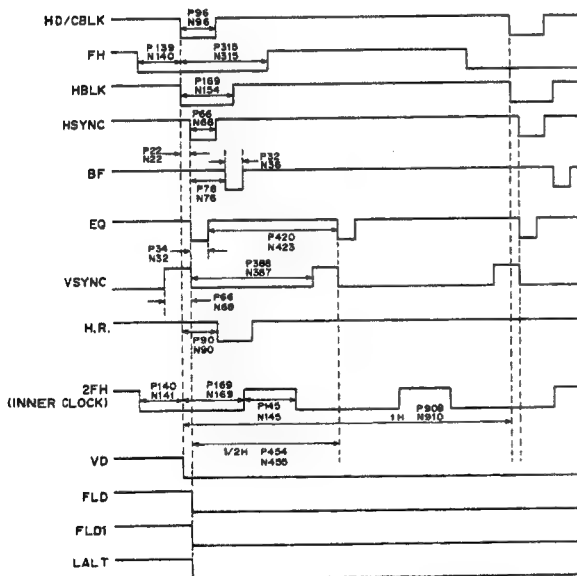 HD/CBLK
P96
N96
FH
P139
N140
P315
N315
HBLK
P169
N154
HSYNC
P66
N68
P22
N22
P32
N36
BF
P78
N76
EQ
P420
N423
P34
N32
P388
N387
VSYNC
P66
N68
H.R.
P90
N90
2FH
(INNER CLOCK)
P140
N141
P169
N169
P145
N145
1H
P908
N910
1/2H
P454
N455
VD
FLD
FLD1
LALT